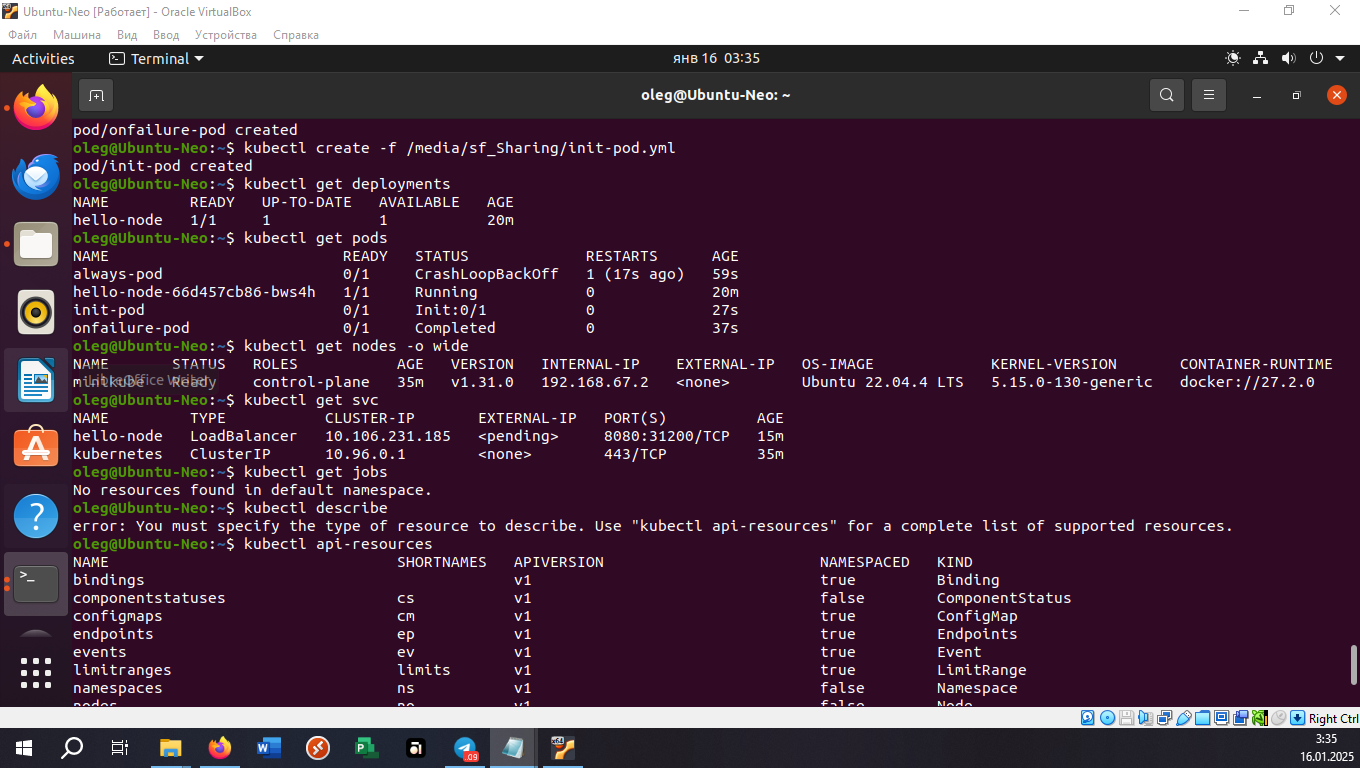 Ubuntu-Neo [Работает] - Oracle VirtualBox
Файл Машина Вид Ввод Устройства Справка
Activities Terminal янв 16 03:35
oleg@Ubuntu-Neo: ~
pod/onfailure-pod created
oleg@Ubuntu-Neo:~$ kubectl create -f /media/sf_Sharing/init-pod.yml
pod/init-pod created
oleg@Ubuntu-Neo:~$ kubectl get deployments
NAME READY UP-TO-DATE AVAILABLE AGE
hello-node 1/1 1 1 20m
oleg@Ubuntu-Neo:~$ kubectl get pods
NAME READY STATUS RESTARTS AGE
always-pod 0/1 CrashLoopBackOff 1 (17s ago) 59s
hello-node-66d457cb86-bws4h 1/1 Running 0 20m
init-pod 0/1 Init:0/1 0 27s
onfailure-pod 0/1 Completed 0 37s
oleg@Ubuntu-Neo:~$ kubectl get nodes -o wide
NAME STATUS ROLES AGE VERSION INTERNAL-IP EXTERNAL-IP OS-IMAGE KERNEL-VERSION CONTAINER-RUNTIME
minikube Ready control-plane 35m v1.31.0 192.168.67.2 <none> Ubuntu 22.04.4 LTS 5.15.0-130-generic docker://27.2.0
LibreOffice Writer
oleg@Ubuntu-Neo:~$ kubectl get svc
NAME TYPE CLUSTER-IP EXTERNAL-IP PORT(S) AGE
hello-node LoadBalancer 10.106.231.185 <pending> 8080:31200/TCP 15m
kubernetes ClusterIP 10.96.0.1 <none> 443/TCP 35m
oleg@Ubuntu-Neo:~$ kubectl get jobs
No resources found in default namespace.
oleg@Ubuntu-Neo:~$ kubectl describe
error: You must specify the type of resource to describe. Use "kubectl api-resources" for a complete list of supported resources.
oleg@Ubuntu-Neo:~$ kubectl api-resources
NAME SHORTNAMES APIVERSION NAMESPACED KIND
bindings v1 true Binding
componentstatuses cs v1 false ComponentStatus
configmaps cm v1 true ConfigMap
endpoints ep v1 true Endpoints
events ev v1 true Event
limitranges limits v1 true LimitRange
namespaces ns v1 false Namespace
nodes no v1 false Node
Right Ctrl
3:35
16.01.2025